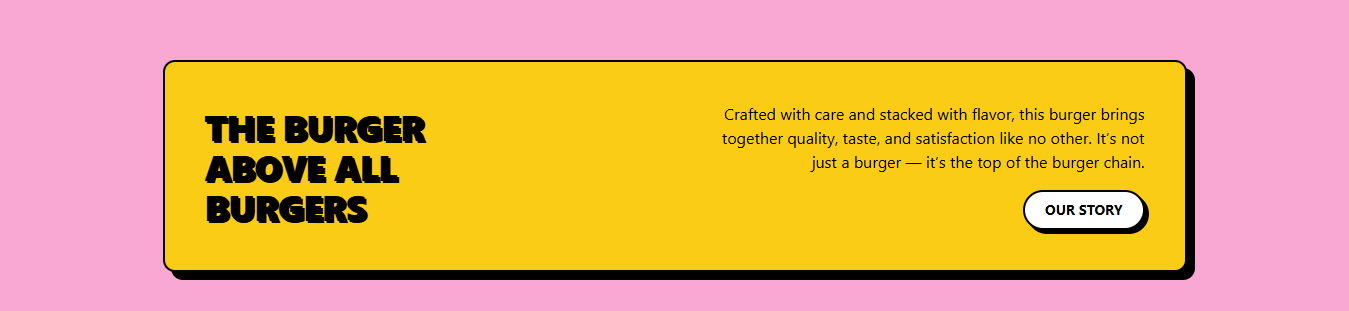 THE BURGER
ABOVE ALL
BURGERS
Crafted with care and stacked with flavor, this burger brings
together quality, taste, and satisfaction like no other. It’s not
just a burger — it’s the top of the burger chain.
OUR STORY